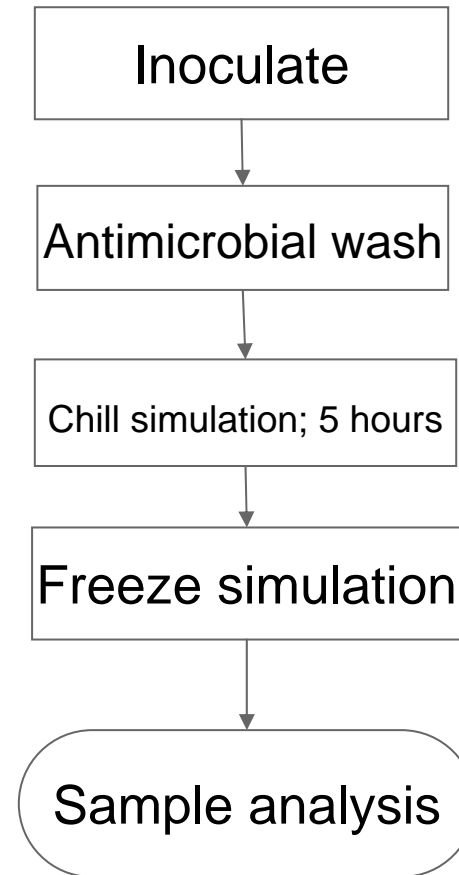 Inoculate
Antimicrobial wash
Chill simulation; 5 hours
Freeze simulation
Sample analysis